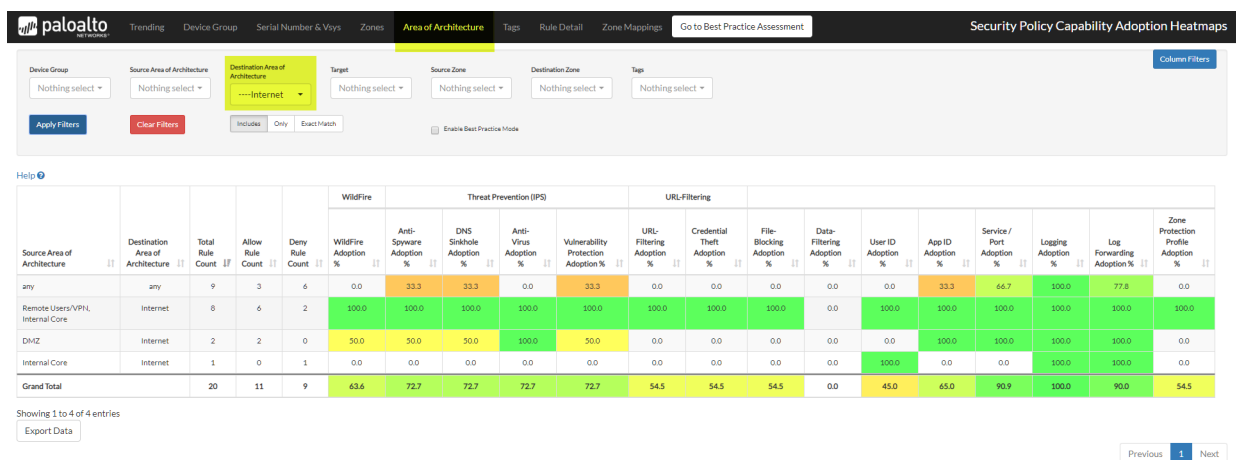 paloalto
NETWORKS
Trending Device Group Serial Number & Vsys Zones Area of Architecture Tags Rule Detail Zone Mappings Go to Best Practice Assessment Security Policy Capability Adoption Heatmaps
Column Filters
Device Group Source Area of Architecture Destination Area of Architecture Target Source Zone Destination Zone Tags
Nothing select Nothing select ----Internet Nothing select Nothing select Nothing select Nothing select
Apply Filters Clear Filters Includes Only Exact Match Enable Best Practice Mode
Help
WildFire Threat Prevention (IPS) URL-Filtering
Source Area of Architecture Destination Area of Architecture Total Rule Count Allow Rule Count Deny Rule Count WildFire Adoption % Anti-Spyware Adoption % DNS Sinkhole Adoption % Anti-Virus Adoption % Vulnerability Protection Adoption % URL-Filtering Adoption % Credential Theft Adoption % File-Blocking Adoption % Data-Filtering Adoption % User ID Adoption % App ID Adoption % Service / Port Adoption % Logging Adoption % Log Forwarding Adoption % Zone Protection Profile Adoption %
any any 9 3 6 0.0 33.3 33.3 0.0 33.3 0.0 0.0 0.0 0.0 0.0 33.3 66.7 100.0 77.8 0.0
Remote Users/VPN, Internal Core Internet 8 6 2 100.0 100.0 100.0 100.0 100.0 100.0 100.0 100.0 0.0 100.0 100.0 100.0 100.0 100.0 100.0
DMZ Internet 2 2 0 50.0 50.0 50.0 100.0 50.0 0.0 0.0 0.0 0.0 0.0 100.0 100.0 100.0 100.0 0.0
Internal Core Internet 1 0 1 0.0 0.0 0.0 0.0 0.0 0.0 0.0 0.0 0.0 100.0 0.0 0.0 100.0 100.0 0.0
Grand Total 20 11 9 63.6 72.7 72.7 72.7 72.7 54.5 54.5 54.5 0.0 45.0 65.0 90.9 100.0 90.0 54.5
Showing 1 to 4 of 4 entries
Export Data
Previous 1 Next